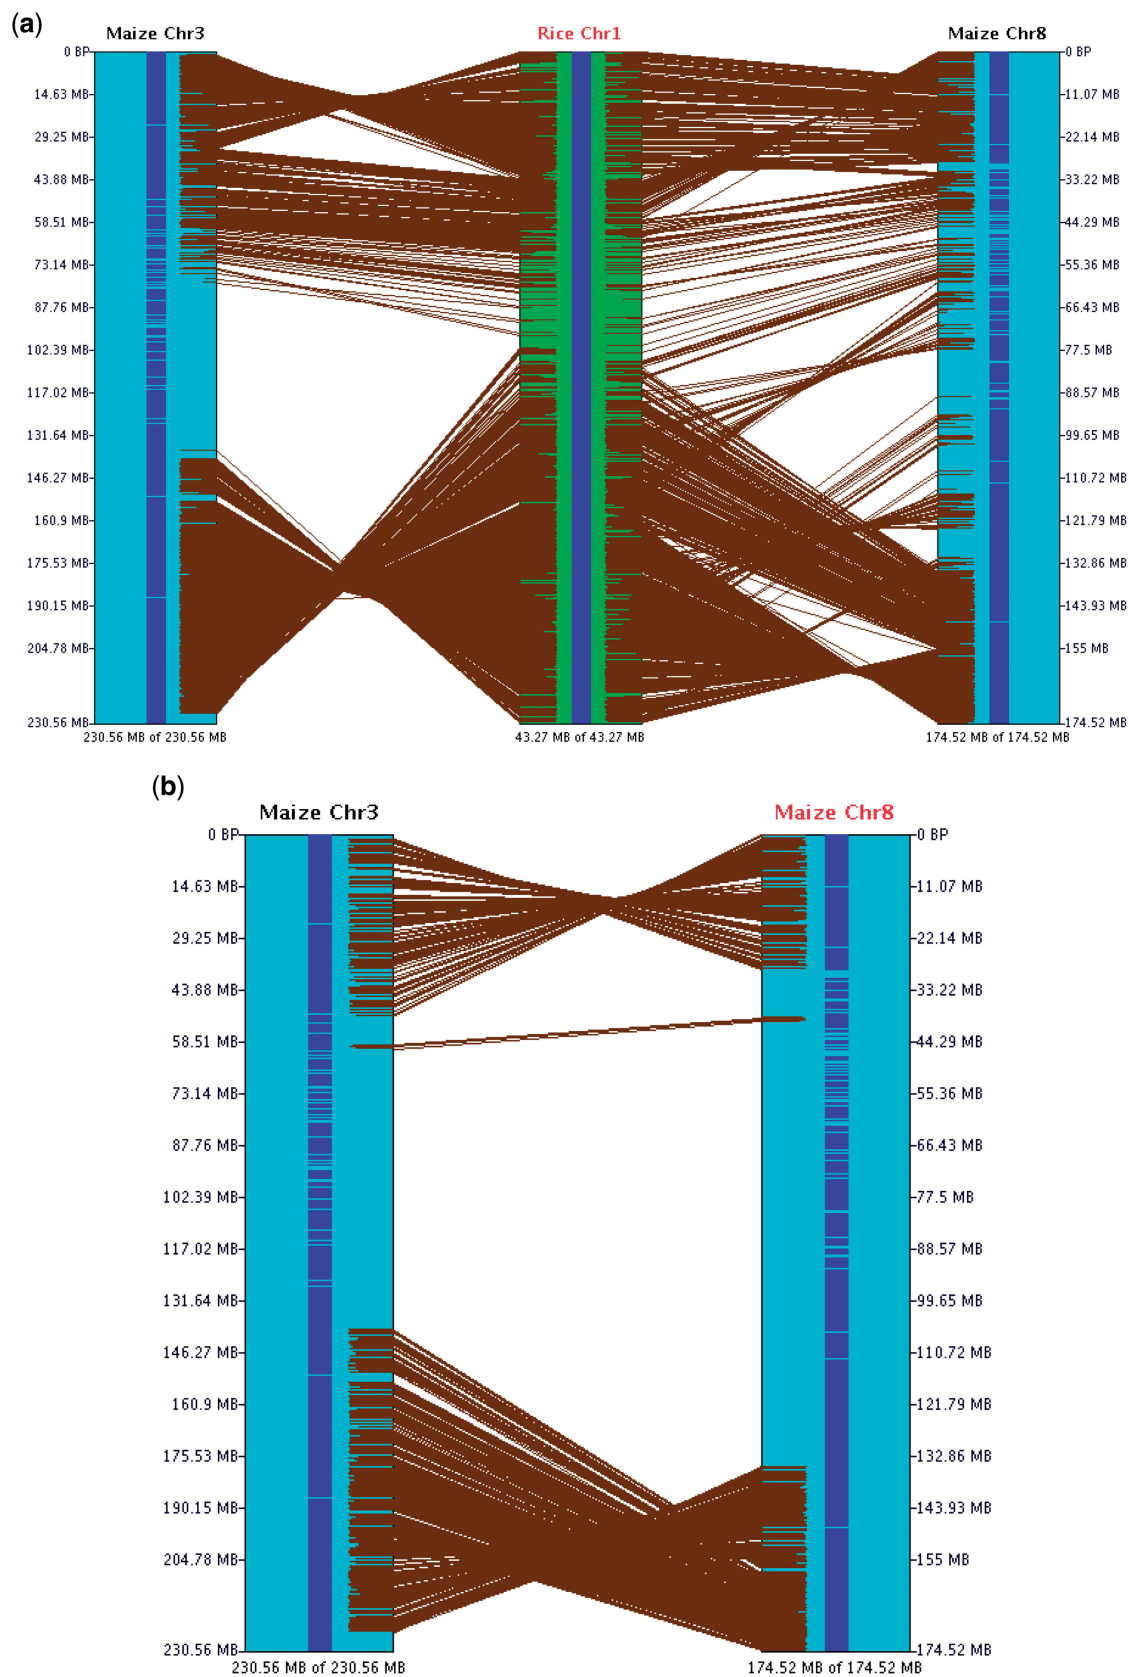 (a)
Maize Chr3 Rice Chr1 Maize Chr8
0 BP 0 BP
14.63 MB 11.07 MB
29.25 MB 22.14 MB
43.88 MB 33.22 MB
58.51 MB 44.29 MB
73.14 MB 55.36 MB
87.76 MB 66.43 MB
102.39 MB 77.5 MB
117.02 MB 88.57 MB
131.64 MB 99.65 MB
146.27 MB 110.72 MB
160.9 MB 121.79 MB
175.53 MB 132.86 MB
190.15 MB 143.93 MB
204.78 MB 155 MB
230.56 MB 174.52 MB
230.56 MB of 230.56 MB 43.27 MB of 43.27 MB 174.52 MB of 174.52 MB
(b)
Maize Chr3 Maize Chr8
0 BP 0 BP
14.63 MB 11.07 MB
29.25 MB 22.14 MB
43.88 MB 33.22 MB
58.51 MB 44.29 MB
73.14 MB 55.36 MB
87.76 MB 66.43 MB
102.39 MB 77.5 MB
117.02 MB 88.57 MB
131.64 MB 99.65 MB
146.27 MB 110.72 MB
160.9 MB 121.79 MB
175.53 MB 132.86 MB
190.15 MB 143.93 MB
204.78 MB 155 MB
230.56 MB 174.52 MB
230.56 MB of 230.56 MB 174.52 MB of 174.52 MB